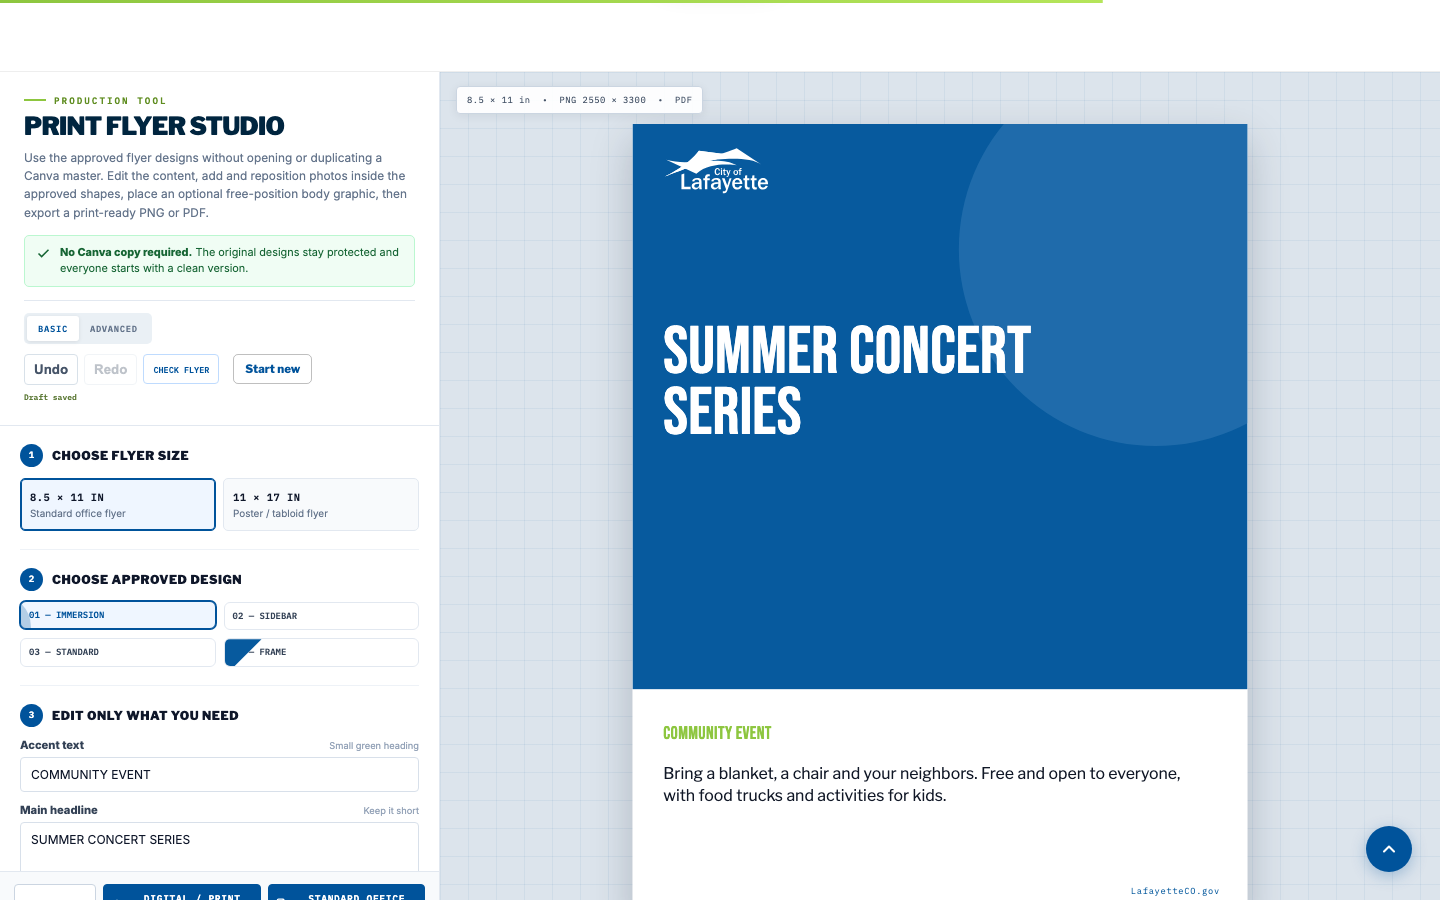 PRODUCTION TOOL
PRINT FLYER STUDIO
Use the approved flyer designs without opening or duplicating a
Canva master. Edit the content, add and reposition photos inside the
approved shapes, place an optional free-position body graphic, then
export a print-ready PNG or PDF.
No Canva copy required. The original designs stay protected and
everyone starts with a clean version.
BASIC
ADVANCED
Undo
Redo
CHECK FLYER
Start new
Draft saved
1 CHOOSE FLYER SIZE
8.5 × 11 IN
Standard office flyer
11 × 17 IN
Poster / tabloid flyer
2 CHOOSE APPROVED DESIGN
01 — IMMERSION
02 — SIDEBAR
03 — STANDARD
— FRAME
3 EDIT ONLY WHAT YOU NEED
Accent text
Small green heading
COMMUNITY EVENT
Main headline
Keep it short
SUMMER CONCERT SERIES
DIGITAL / PRINT
STANDARD OFFICE
8.5 × 11 in • PNG 2550 × 3300 • PDF
City of
Lafayette
SUMMER CONCERT
SERIES
COMMUNITY EVENT
Bring a blanket, a chair and your neighbors. Free and open to everyone,
with food trucks and activities for kids.
LafayetteCO.gov